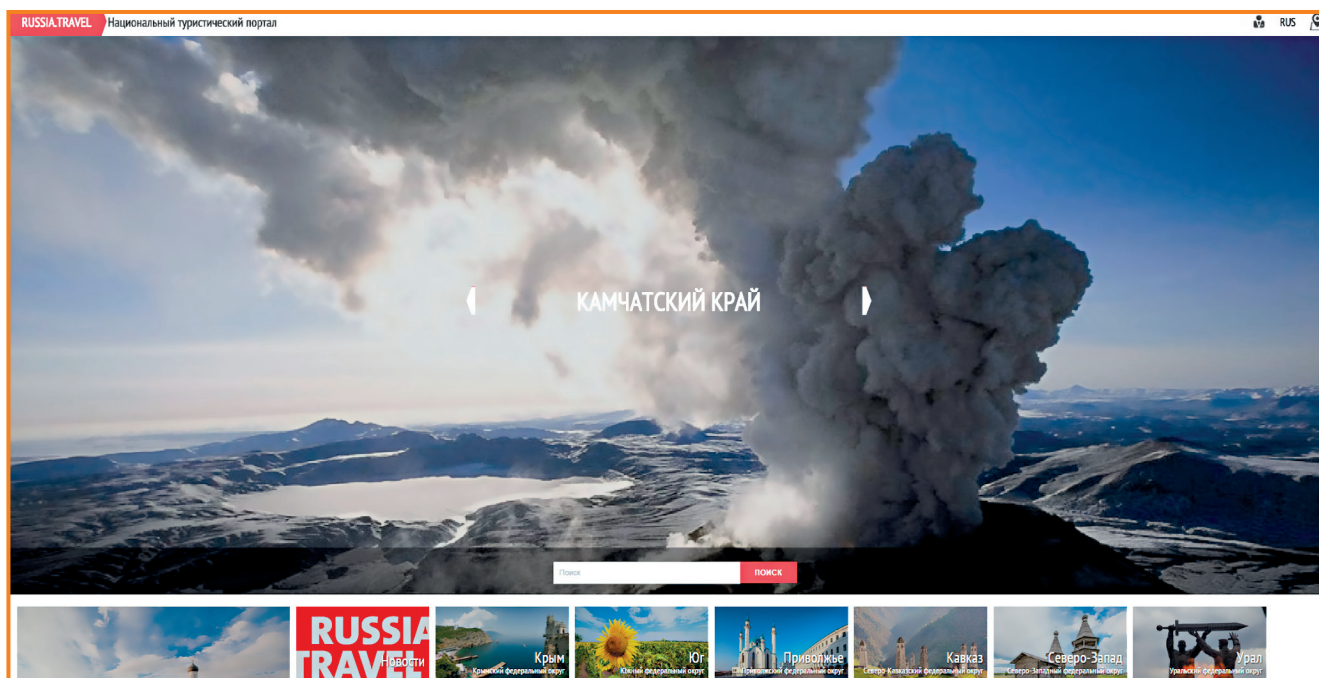 RUSSIA.TRAVEL Национальный туристический портал RUS
КАМЧАТСКИЙ КРАЙ
Поиск ПОИСК
RUSSIA
TRAVEL
Новости
Крым
Крымский федеральный округ
Юг
Южный федеральный округ
Приволжье
Приволжский федеральный округ
Кавказ
Северо-Кавказский федеральный округ
Северо-Запад
Северо-Западный федеральный округ
Урал
Уральский федеральный округ